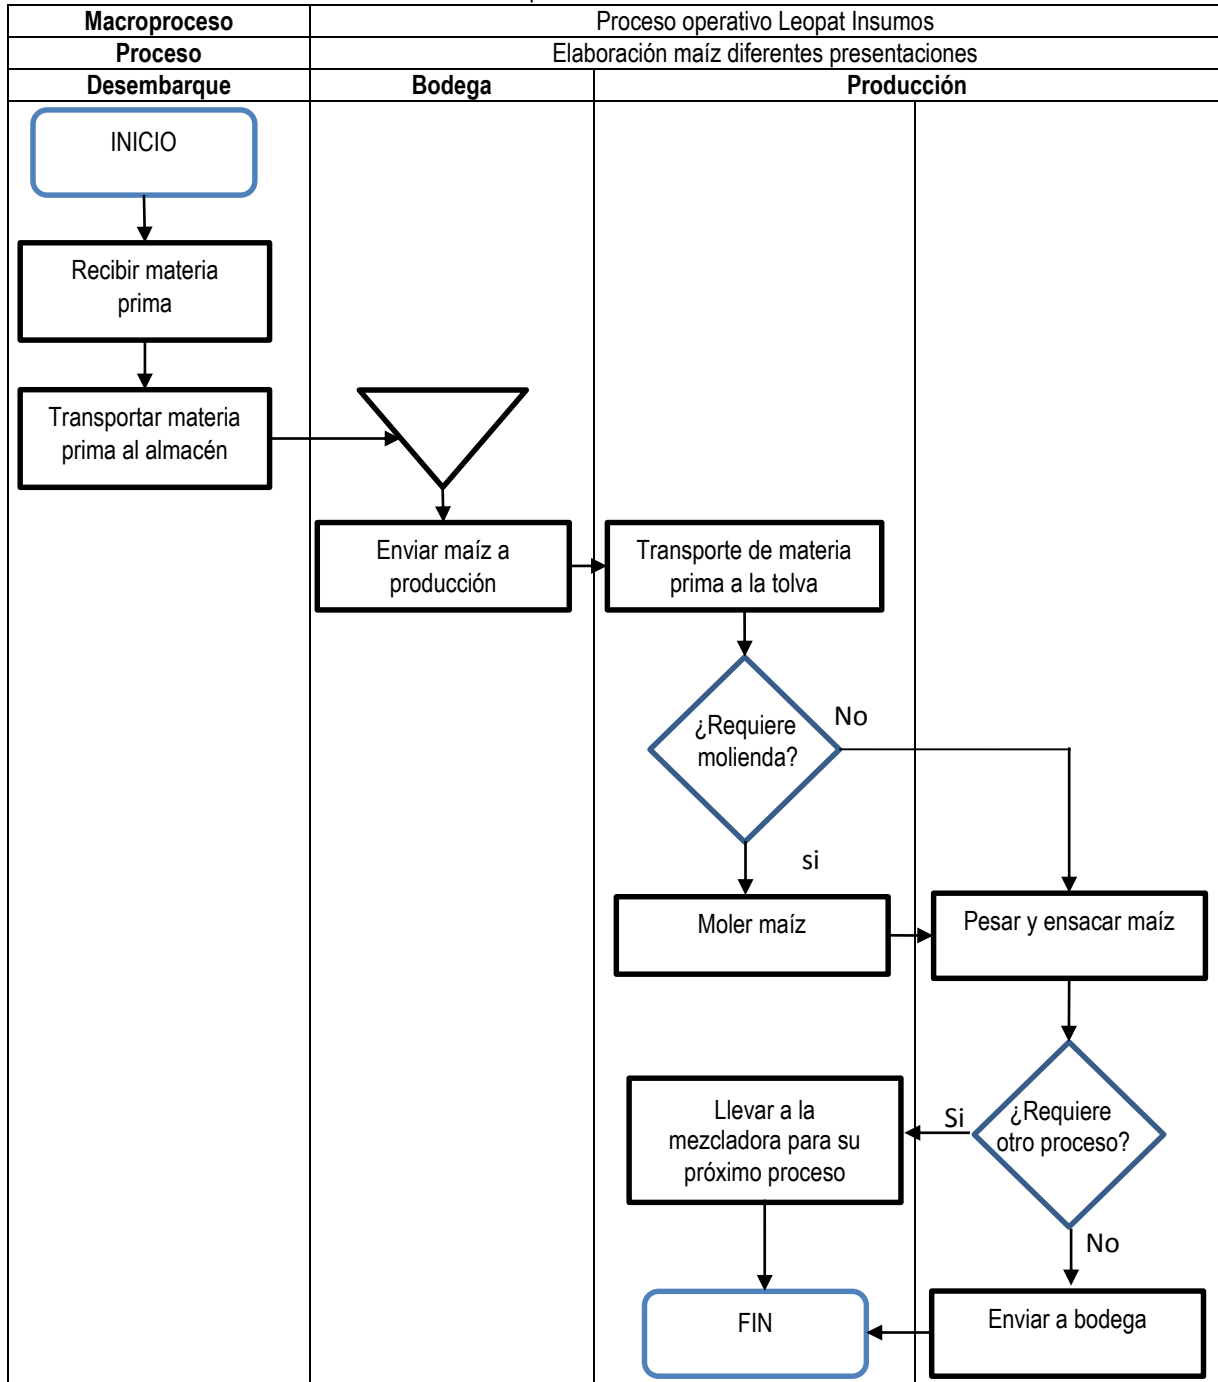 Macroproceso
Proceso operativo Leopat Insumos
Proceso
Elaboración maíz diferentes presentaciones
Desembarque
Bodega
Producción
INICIO
Recibir materia
prima
Transportar materia
prima al almacén
Enviar maíz a
producción
Transporte de materia
prima a la tolva
¿Requiere
molienda?
No
si
Moler maíz
Pesar y ensacar maíz
¿Requiere
otro proceso?
Si
Llevar a la
mezcladora para su
próximo proceso
No
Enviar a bodega
FIN